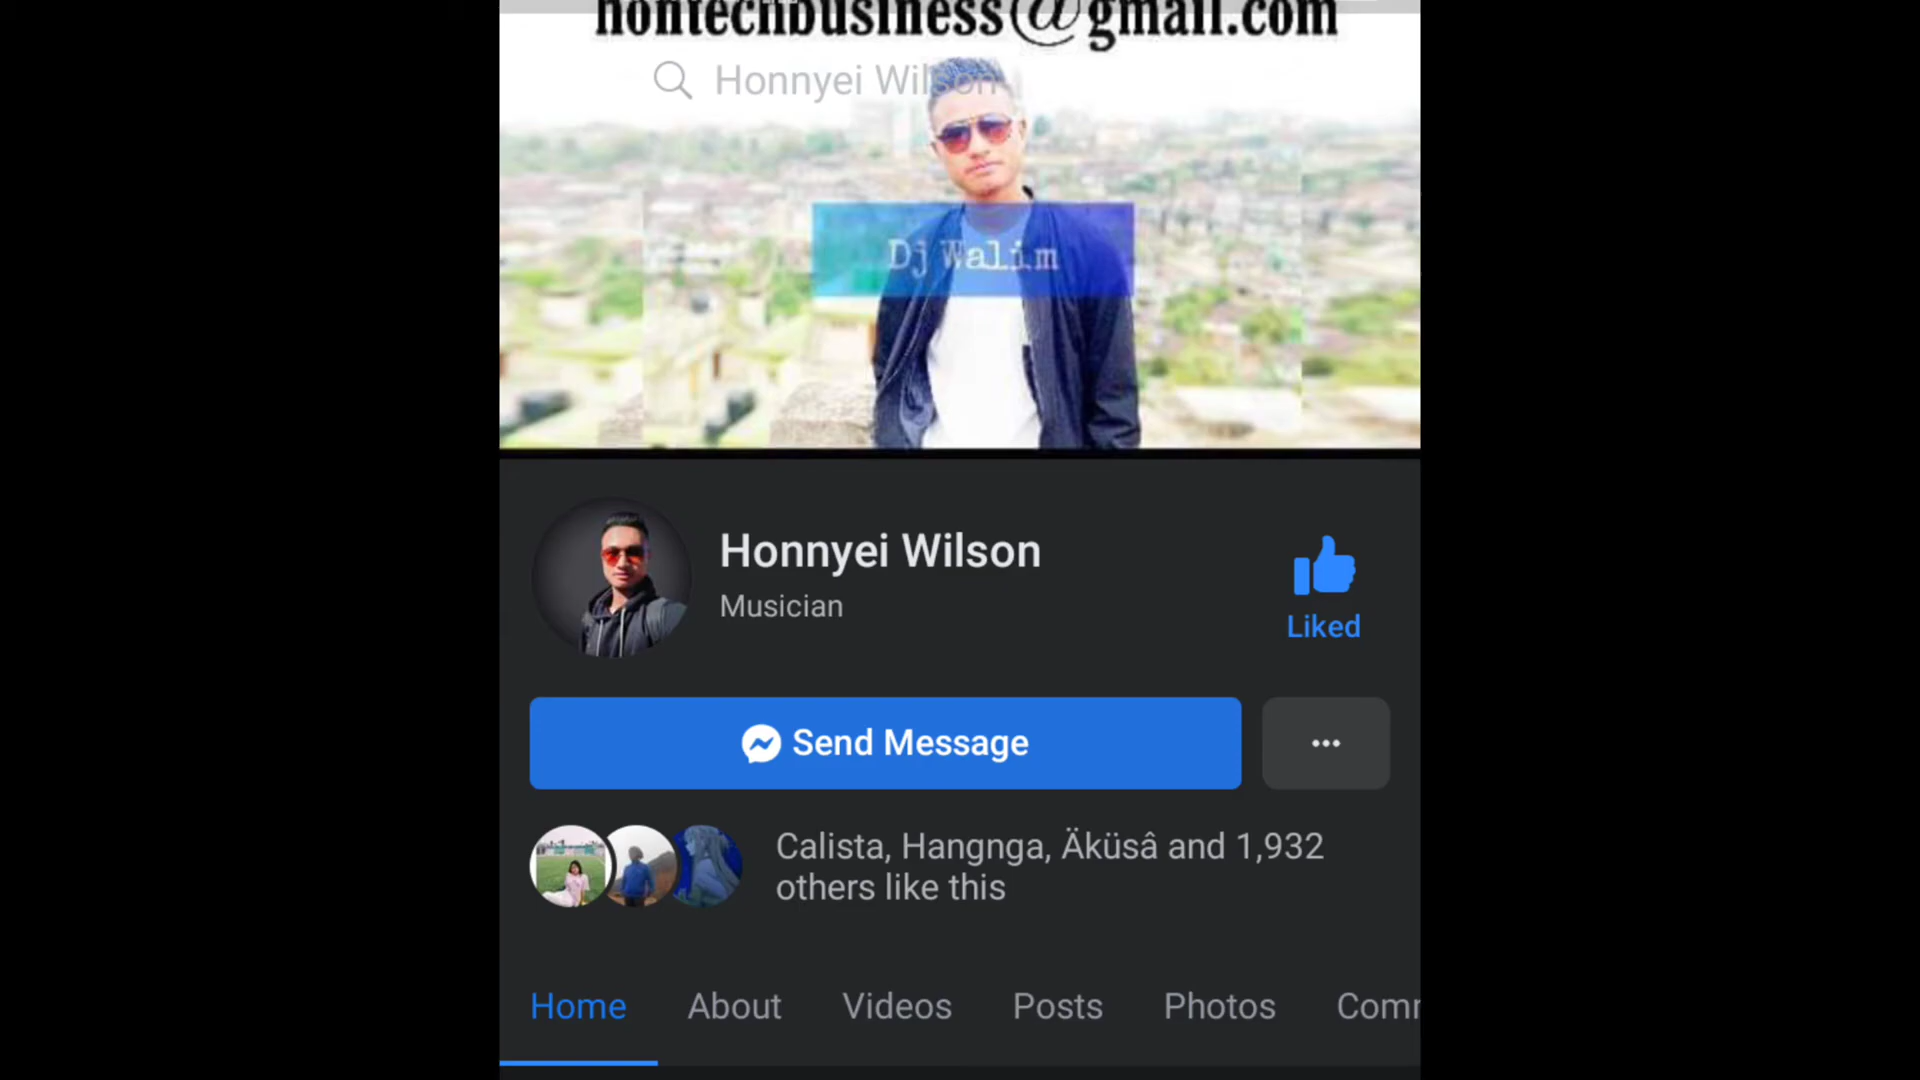 hontechbusiness@gmail.com
Honnyei Wilson
Dj Walim
Honnyei Wilson
Musician
Liked
Send Message
Calista, Hangnga, Äküsâ and 1,932
others like this
Home About Videos Posts Photos Comm